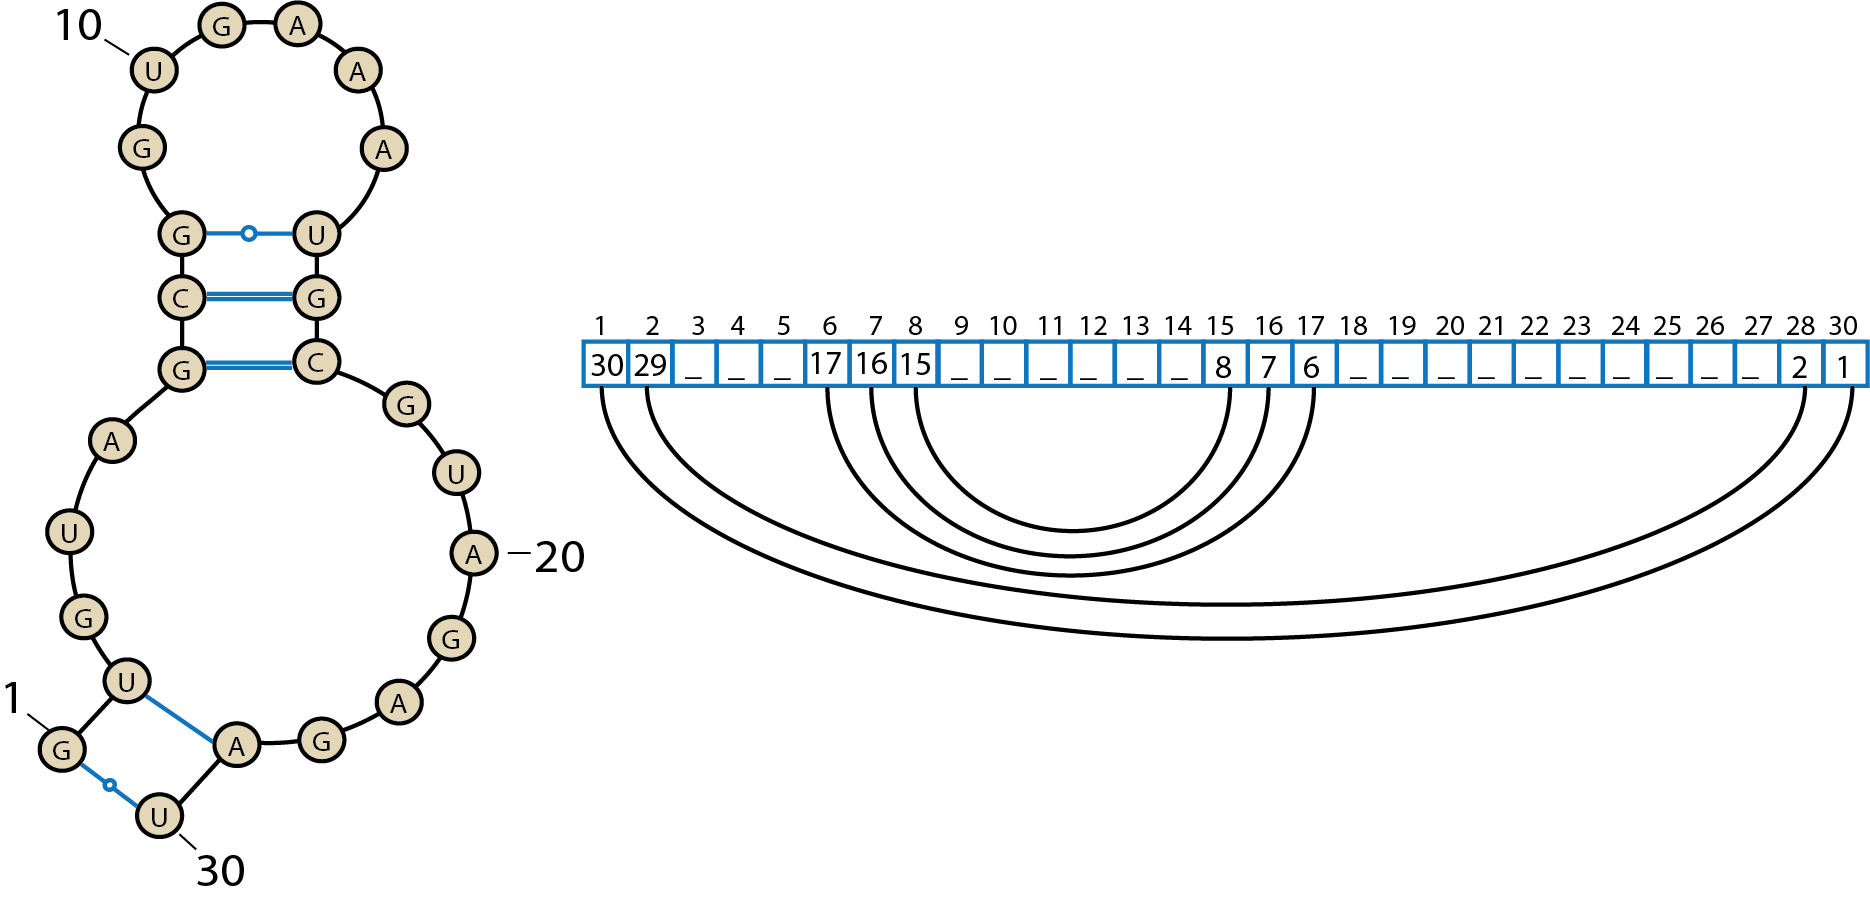 10
G A
U A
G A
G U
C G
G C
A G
U
U
A
20
G
G
U
A
1
G
A
G
U
30
1 2 3 4 5 6 7 8 9 10 11 12 13 14 15 16 17 18 19 20 21 22 23 24 25 26 27 28 30
30 29 _ _ _ 17 16 15 _ _ _ _ _ _ 8 7 6 _ _ _ _ _ _ _ _ _ _ 2 1